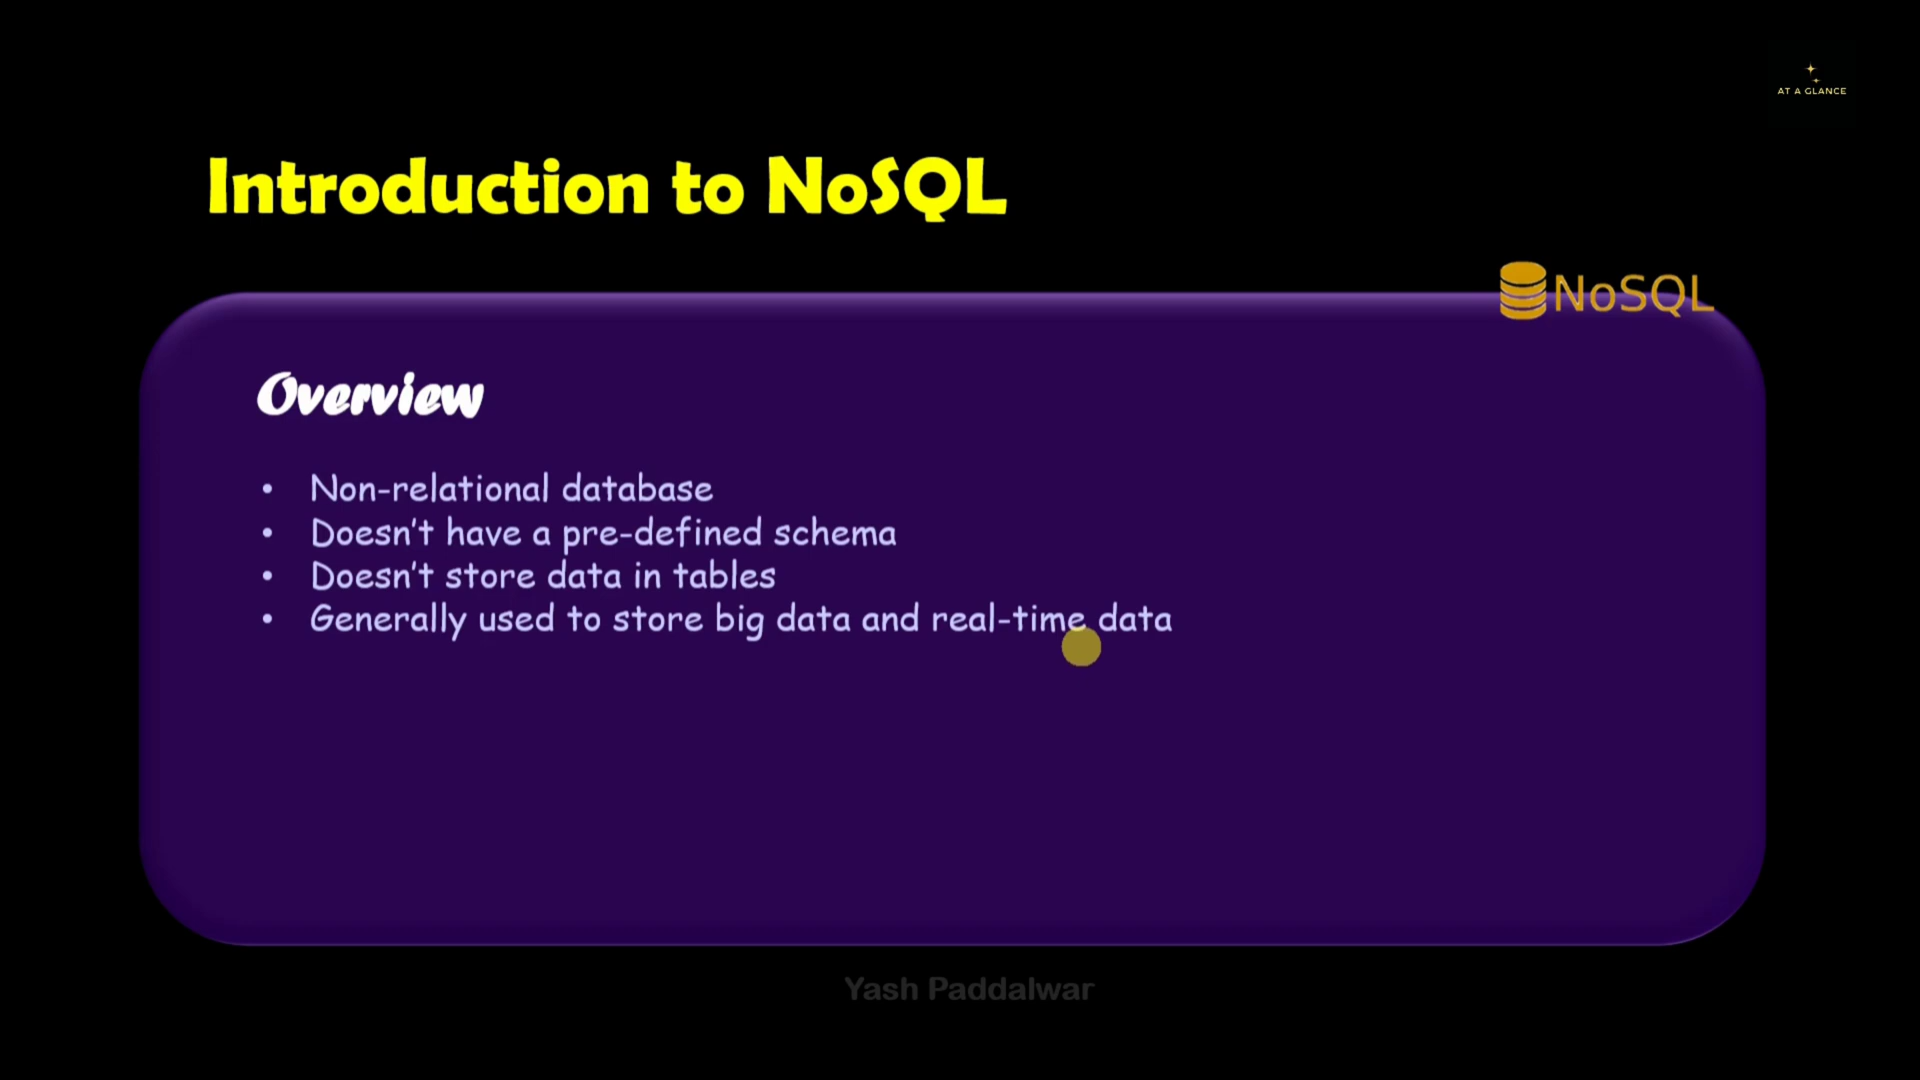 AT A GLANCE
Introduction to NoSQL
NoSQL
Overview
• Non-relational database
• Doesn't have a pre-defined schema
• Doesn't store data in tables
• Generally used to store big data and real-time data
Yash Paddalwar